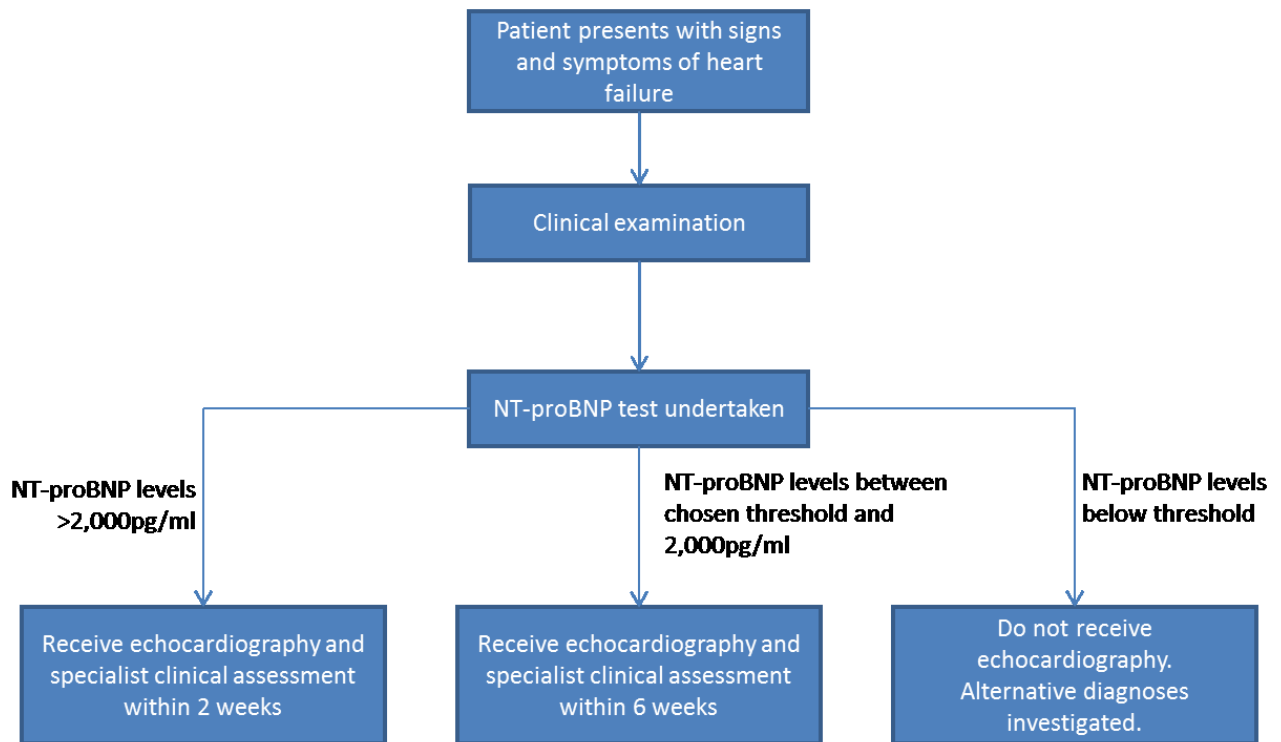 Patient presents with signs
and symptoms of heart
failure
Clinical examination
NT-proBNP test undertaken
NT-proBNP levels
>2,000pg/ml
NT-proBNP levels between
chosen threshold and
2,000pg/ml
NT-proBNP levels
below threshold
Receive echocardiography and
specialist clinical assessment
within 2 weeks
Receive echocardiography and
specialist clinical assessment
within 6 weeks
Do not receive
echocardiography.
Alternative diagnoses
investigated.